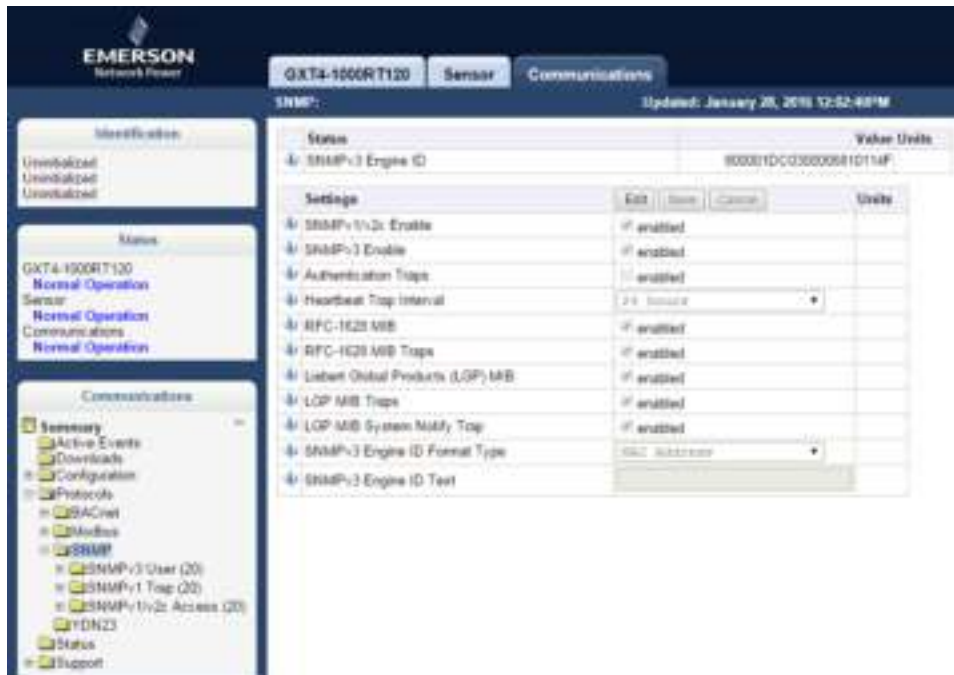 EMERSON
Network Power
GXT4-1000RT120 Sensor Communications
SNMP: Updated: January 28, 2016 12:52:48PM
Identification
Uninitialized
Uninitialized
Uninitialized
Status
GXT4-1000RT120
Normal Operation
Sensor
Normal Operation
Communications
Normal Operation
Communications
Summary
Active Events
Downloads
Configuration
Protocols
BACnet
Modbus
SNMP
SNMPv3 User (20)
SNMPv1 Trap (20)
SNMPv1/v2c Access (20)
YDN23
Status
Support
Status Value Units
SNMPv3 Engine ID
Settings Edit Save Cancel Units
SNMPv1/v2c Enable enabled
SNMPv3 Enable enabled
Authentication Traps enabled
Heartbeat Trap Interval 24 hours
RFC-1628 MIB enabled
RFC-1628 MIB Traps enabled
Liebert Global Products (LGP) MIB enabled
LGP MIB Traps enabled
LGP MIB System Notify Trap enabled
SNMPv3 Engine ID Format Type MAC Address
SNMPv3 Engine ID Text